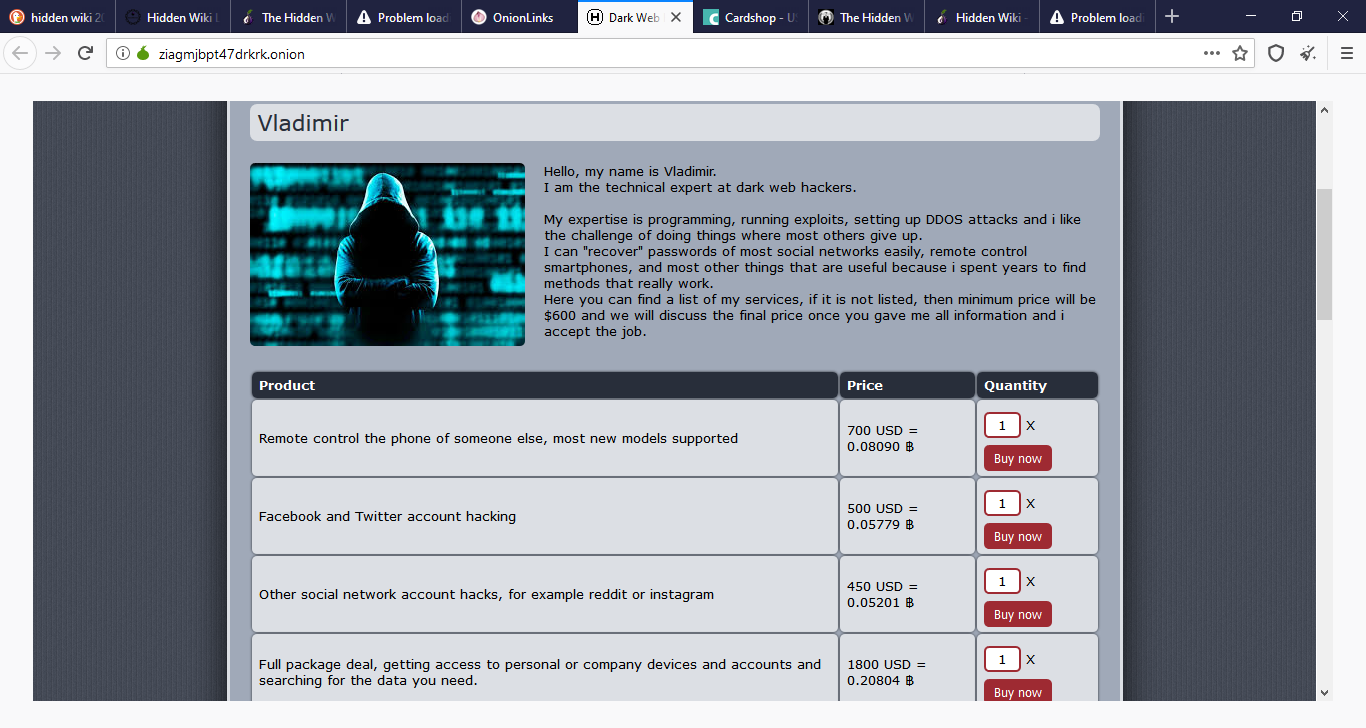 hidden wiki 20
Hidden Wiki L
The Hidden W
Problem load
OnionLinks
Dark Web
Cardshop - US
The Hidden W
Hidden Wiki -
Problem load
ziagmjbpt47drkrk.onion
Vladimir
Hello, my name is Vladimir.
I am the technical expert at dark web hackers.
My expertise is programming, running exploits, setting up DDOS attacks and i like
the challenge of doing things where most others give up.
I can "recover" passwords of most social networks easily, remote control
smartphones, and most other things that are useful because i spent years to find
methods that really work.
Here you can find a list of my services, if it is not listed, then minimum price will be
$600 and we will discuss the final price once you gave me all information and i
accept the job.
Product Price Quantity
Remote control the phone of someone else, most new models supported
700 USD =
0.08090 ฿
1 X
Buy now
Facebook and Twitter account hacking
500 USD =
0.05779 ฿
1 X
Buy now
Other social network account hacks, for example reddit or instagram
450 USD =
0.05201 ฿
1 X
Buy now
Full package deal, getting access to personal or company devices and accounts and
searching for the data you need.
1800 USD =
0.20804 ฿
1 X
Buy now